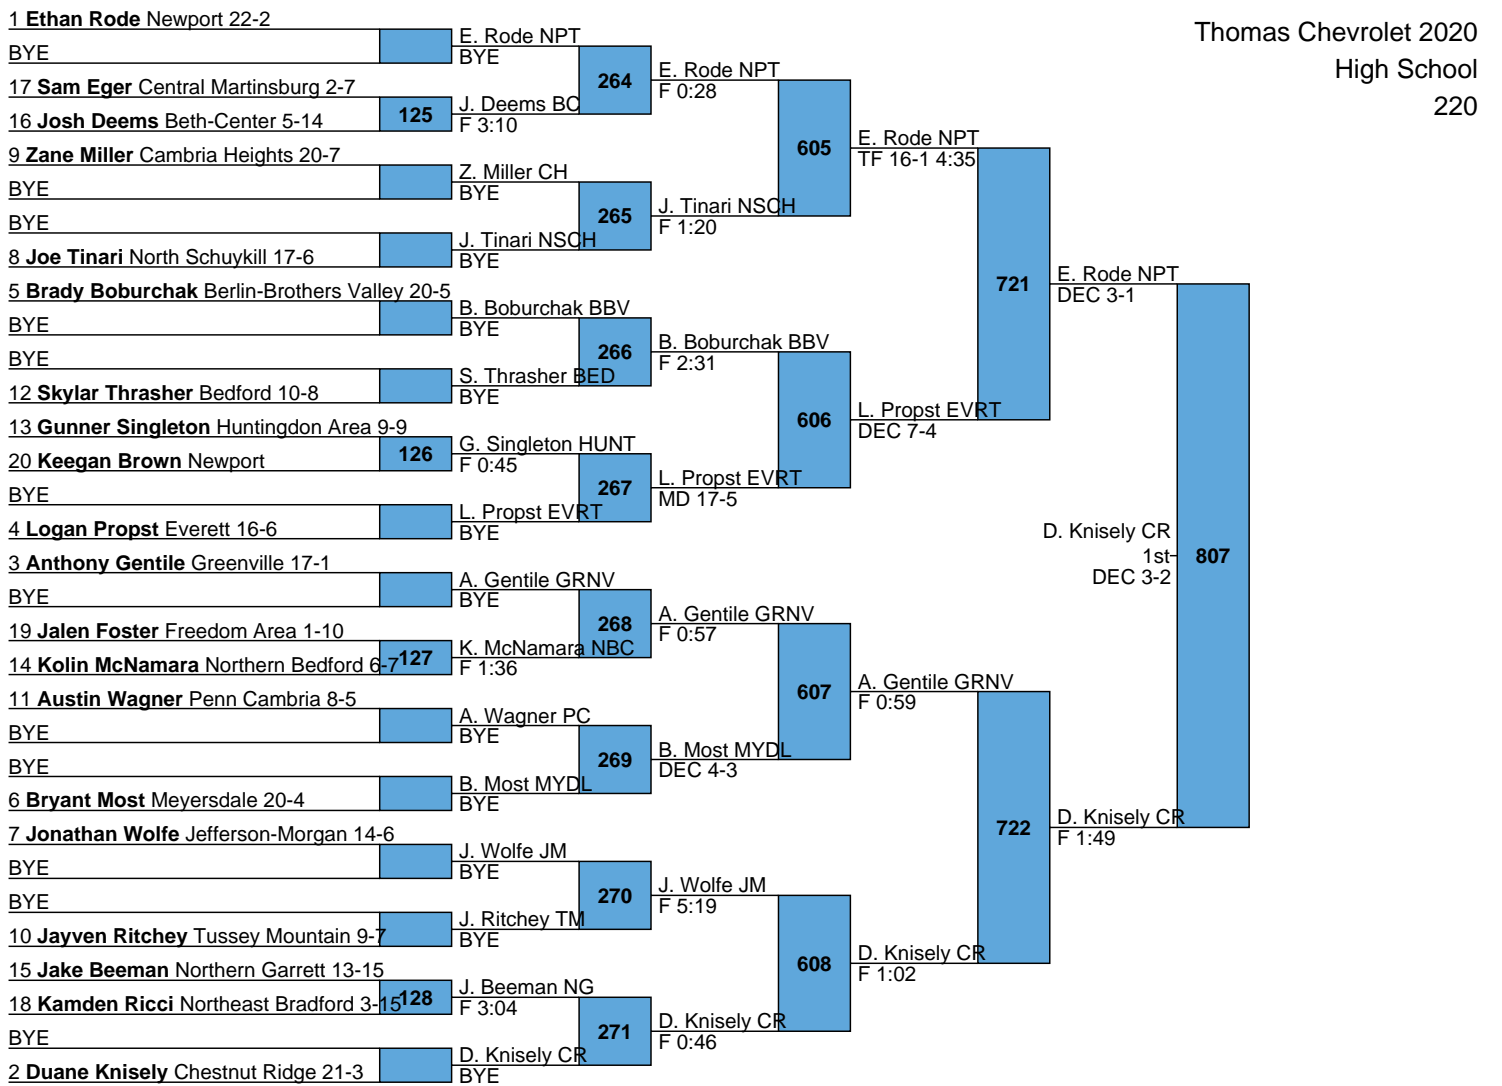 Thomas Chevrolet 2020
High School
220
1 Ethan Rode Newport 22-2
BYE
17 Sam Eger Central Martinsburg 2-7
16 Josh Deems Beth-Center 5-14
9 Zane Miller Cambria Heights 20-7
BYE
BYE
8 Joe Tinari North Schuykill 17-6
5 Brady Boburchak Berlin-Brothers Valley 20-5
BYE
BYE
12 Skylar Thrasher Bedford 10-8
13 Gunner Singleton Huntingdon Area 9-9
20 Keegan Brown Newport
BYE
4 Logan Propst Everett 16-6
3 Anthony Gentile Greenville 17-1
BYE
19 Jalen Foster Freedom Area 1-10
14 Kolin McNamara Northern Bedford 6-7
11 Austin Wagner Penn Cambria 8-5
BYE
BYE
6 Bryant Most Meyersdale 20-4
7 Jonathan Wolfe Jefferson-Morgan 14-6
BYE
BYE
10 Jayven Ritchey Tussey Mountain 9-7
15 Jake Beeman Northern Garrett 13-15
18 Kamden Ricci Northeast Bradford 3-15
BYE
2 Duane Knisely Chestnut Ridge 21-3
125
126
127
128
E. Rode NPT
BYE
J. Deems BC
F 3:10
Z. Miller CH
BYE
J. Tinari NSCH
BYE
B. Boburchak BBV
BYE
S. Thrasher BED
BYE
G. Singleton HUNT
F 0:45
L. Propst EVRT
BYE
A. Gentile GRNV
BYE
K. McNamara NBC
F 1:36
A. Wagner PC
BYE
B. Most MYDL
BYE
J. Wolfe JM
BYE
J. Ritchey TM
BYE
J. Beeman NG
F 3:04
D. Knisely CR
BYE
264
265
266
267
268
269
270
271
E. Rode NPT
F 0:28
J. Tinari NSCH
F 1:20
B. Boburchak BBV
F 2:31
L. Propst EVRT
MD 17-5
A. Gentile GRNV
F 0:57
B. Most MYDL
DEC 4-3
J. Wolfe JM
F 5:19
D. Knisely CR
F 0:46
605
606
607
608
E. Rode NPT
TF 16-1 4:35
L. Propst EVRT
DEC 7-4
A. Gentile GRNV
F 0:59
D. Knisely CR
F 1:02
721
722
E. Rode NPT
DEC 3-1
D. Knisely CR
F 1:49
D. Knisely CR
1st
DEC 3-2
807